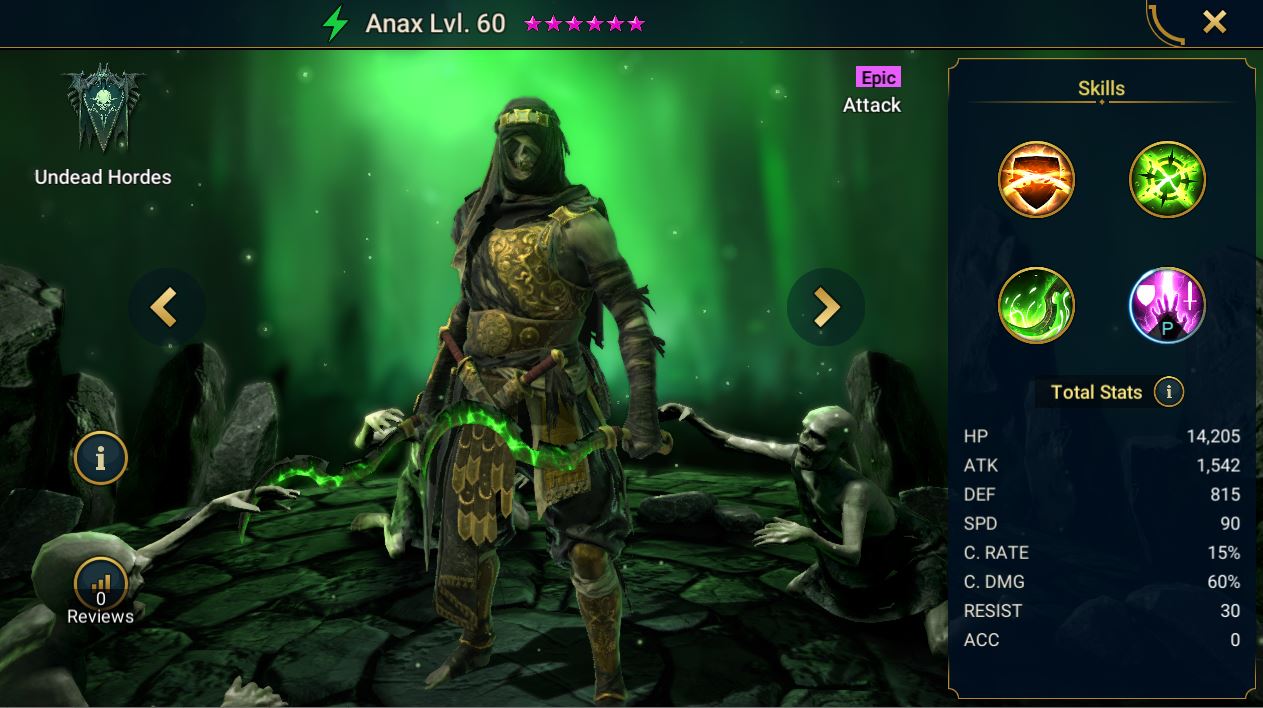 Anax Lvl. 60
Epic
Attack
Undead Hordes
i
0
Reviews
Skills
P
Total Stats i
HP 14,205
ATK 1,542
DEF 815
SPD 90
C. RATE 15%
C. DMG 60%
RESIST 30
ACC 0